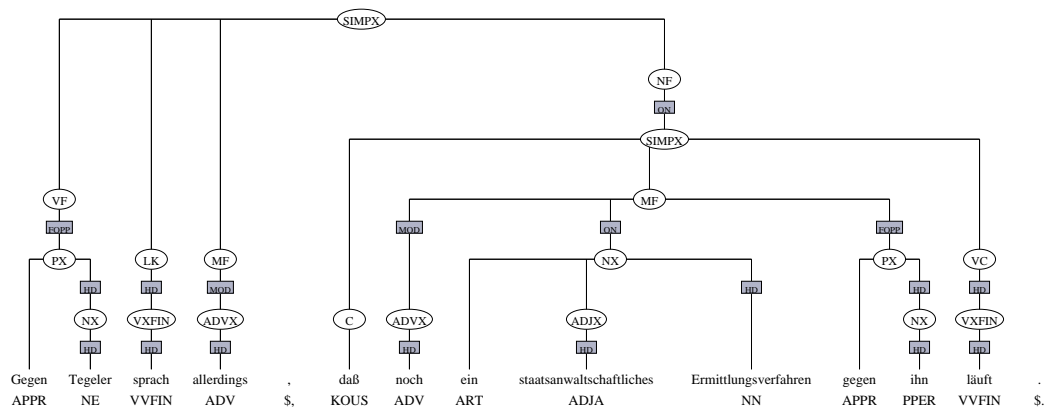 SIMPX
NF
ON
SIMPX
VF MF
FOPP MOD ON FOPP
PX LK MF NX PX VC
HD HD MOD HD HD HD
NX VXFIN ADVX C ADVX ADJX NX VXFIN
HD HD HD HD HD HD HD
Gegen Tegeler sprach allerdings , daß noch ein staatsanwaltschaftliches Ermittlungsverfahren gegen ihn läuft .
APPR NE VVFIN ADV $, KOUS ADV ART ADJA NN APPR PPER VVFIN $.